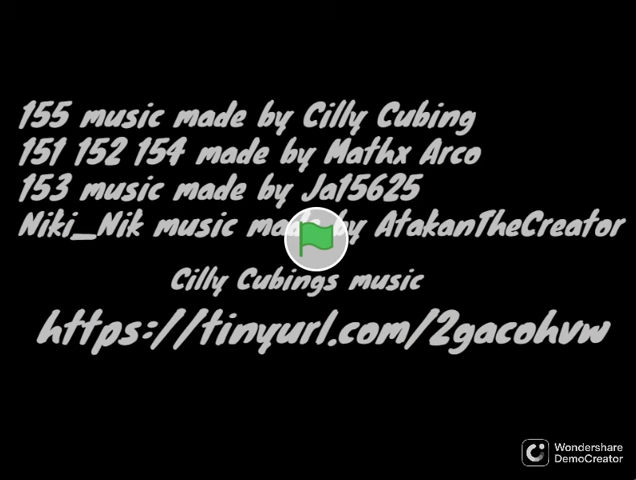 155 music made by Cilly Cubing
151 152 154 made by Mathx Arco
153 music made by Ja15625
Niki_Nik music made by AtakanTheCreator
Cilly Cubings music
https://tinyurl.com/2gacohvw
Wondershare
DemoCreator